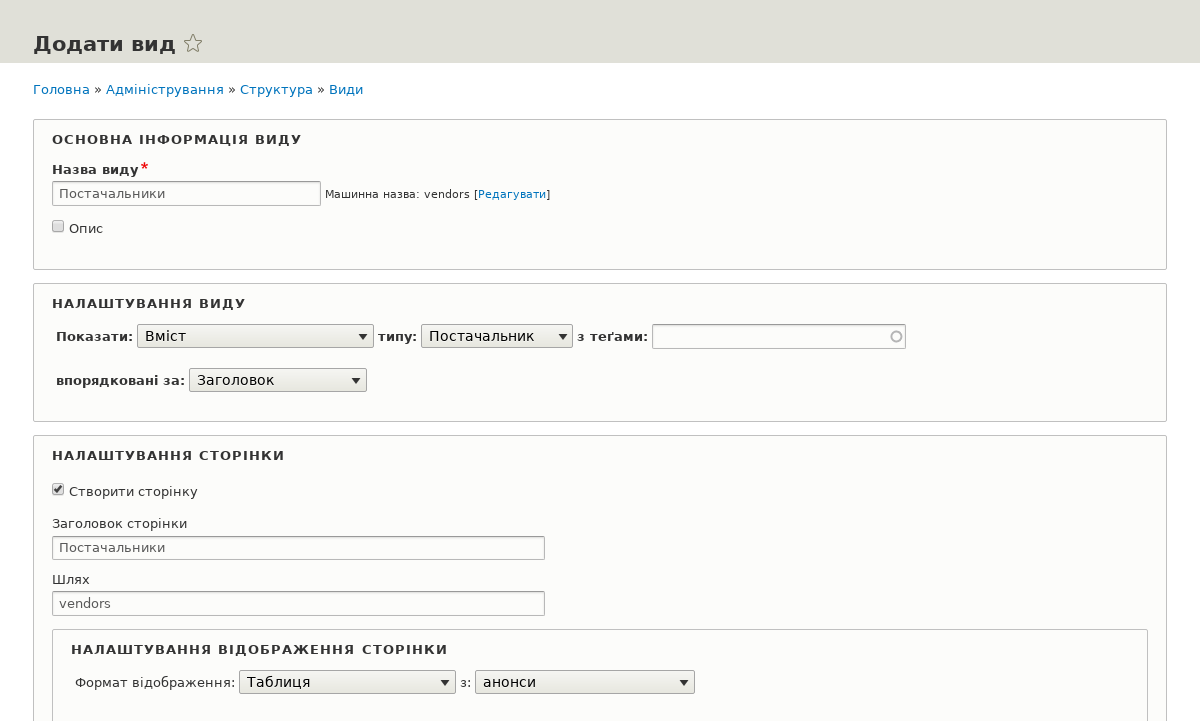 Додати вид
Головна » Адміністрування » Структура » Види
ОСНОВНА ІНФОРМАЦІЯ ВИДУ
Назва виду*
Постачальники Машинна назва: vendors [Редагувати]
Опис
НАЛАШТУВАННЯ ВИДУ
Показати: Вміст типу: Постачальник з теґами:
впорядковані за: Заголовок
НАЛАШТУВАННЯ СТОРІНКИ
Створити сторінку
Заголовок сторінки
Постачальники
Шлях
vendors
НАЛАШТУВАННЯ ВІДОБРАЖЕННЯ СТОРІНКИ
Формат відображення: Таблиця з: анонси